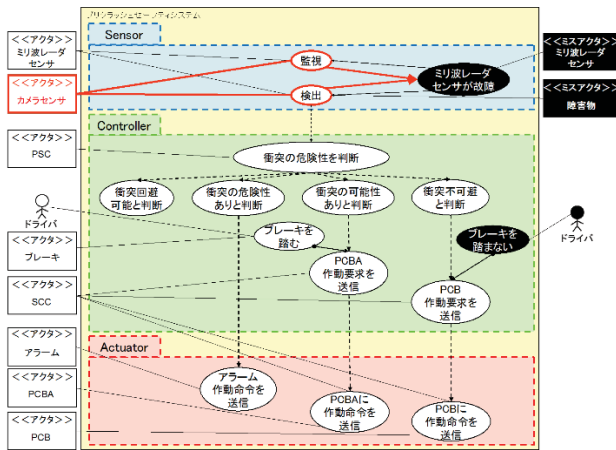 プリクラッシュセーフティシステム
Sensor
<<アクタ>>
ミリ波レーダ
センサ
<<アクタ>>
カメラセンサ
監視
検出
ミリ波レーダ
センサが故障
<<ミスアクタ>>
ミリ波レーダ
センサ
<<ミスアクタ>>
障害物
Controller
<<アクタ>>
PSC
衝突の危険性を判断
衝突回避
可能と判断
衝突の危険性
ありと判断
衝突の可能性
ありと判断
衝突不可避
と判断
ドライバ
ブレーキを
踏む
ブレーキを
踏まない
ドライバ
<<アクタ>>
ブレーキ
PCBA
作動要求を
送信
PCB
作動要求を
送信
<<アクタ>>
SCC
<<アクタ>>
アラーム
Actuator
<<アクタ>>
PCBA
アラーム
作動命令を
送信
PCBAに
作動命令を
送信
PCBに
作動命令を
送信
<<アクタ>>
PCB